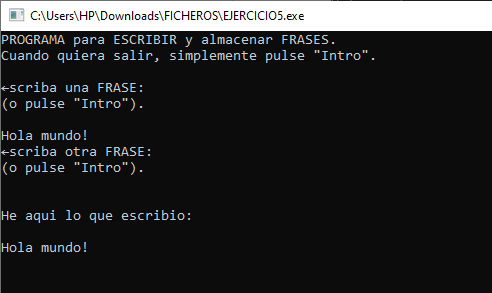 C:\Users\HP\Downloads\FICHEROS\EJERCICIO5.exe
PROGRAMA para ESCRIBIR y almacenar FRASES.
Cuando quiera salir, simplemente pulse "Intro".
←scriba una FRASE:
(o pulse "Intro").
Hola mundo!
←scriba otra FRASE:
(o pulse "Intro").
He aqui lo que escribio:
Hola mundo!